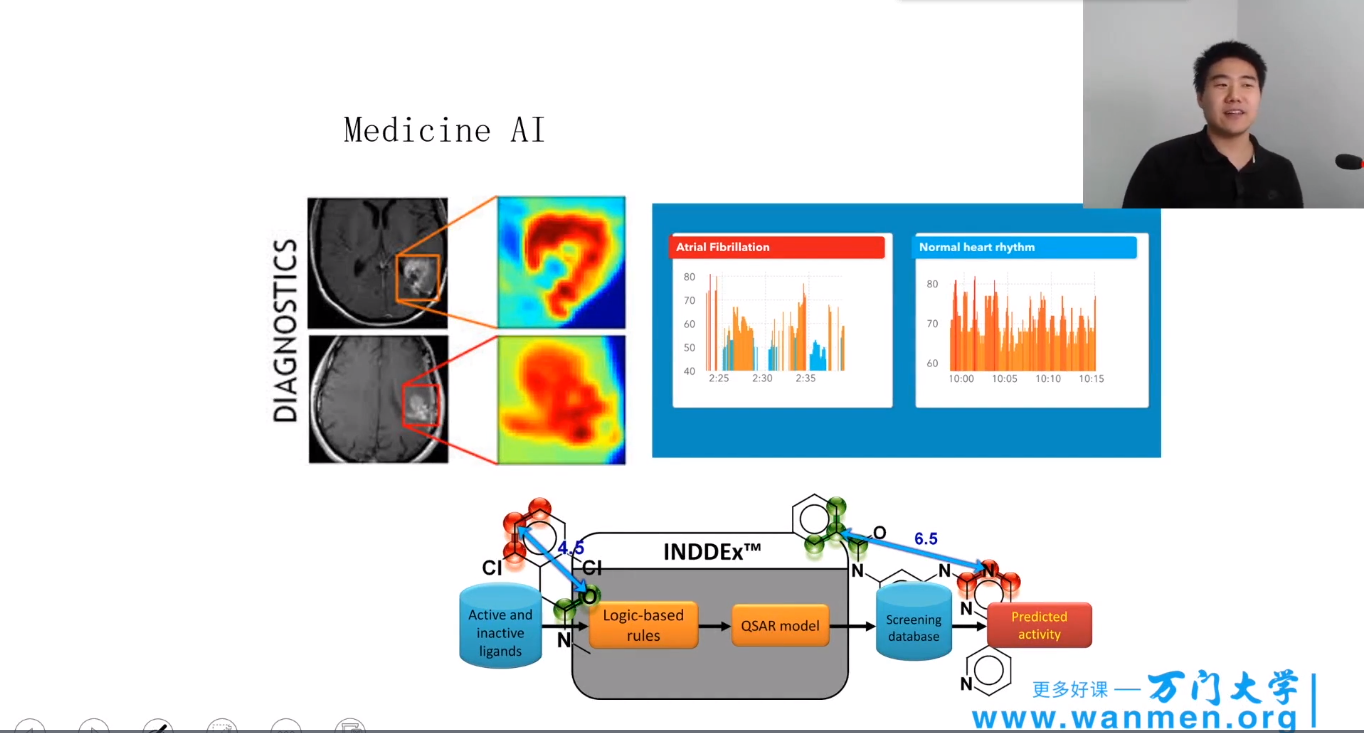 Medicine AI
DIAGNOSTICS
Atrial Fibrillation
80
70
60
50
40
2:25
2:30
2:35
Normal heart rhythm
80
70
60
10:00
10:05
10:10
10:15
INDDEx™
4.5
Cl
Cl
O
N
Active and
inactive
ligands
Logic-based
rules
QSAR model
O
6.5
N
N
N
N
Screening
database
Predicted
activity
N
更多好课 — 万门大学
www.wanmen.org